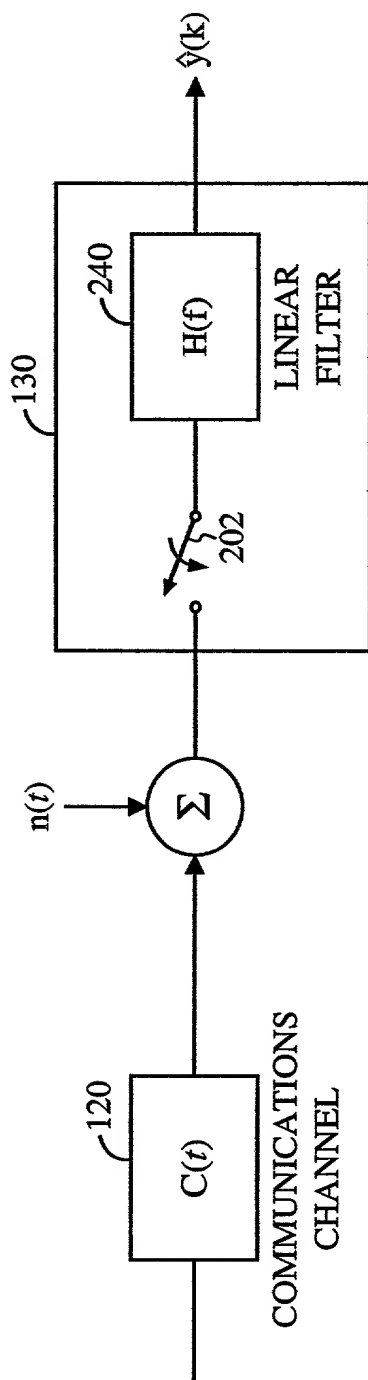 120
C(t)
COMMUNICATIONS
CHANNEL
n(t)
Σ
130
202
240
H(f)
LINEAR
FILTER
ŷ(k)